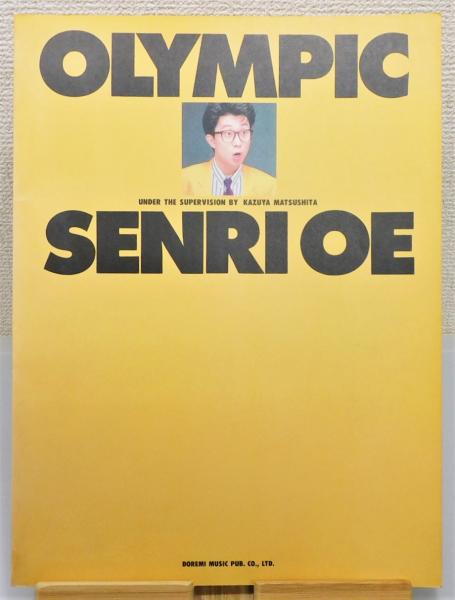 OLYMPIC
UNDER THE SUPERVISION BY KAZUYA MATSUSHITA
SENRI OE
DOREMI MUSIC PUB. CO., LTD.